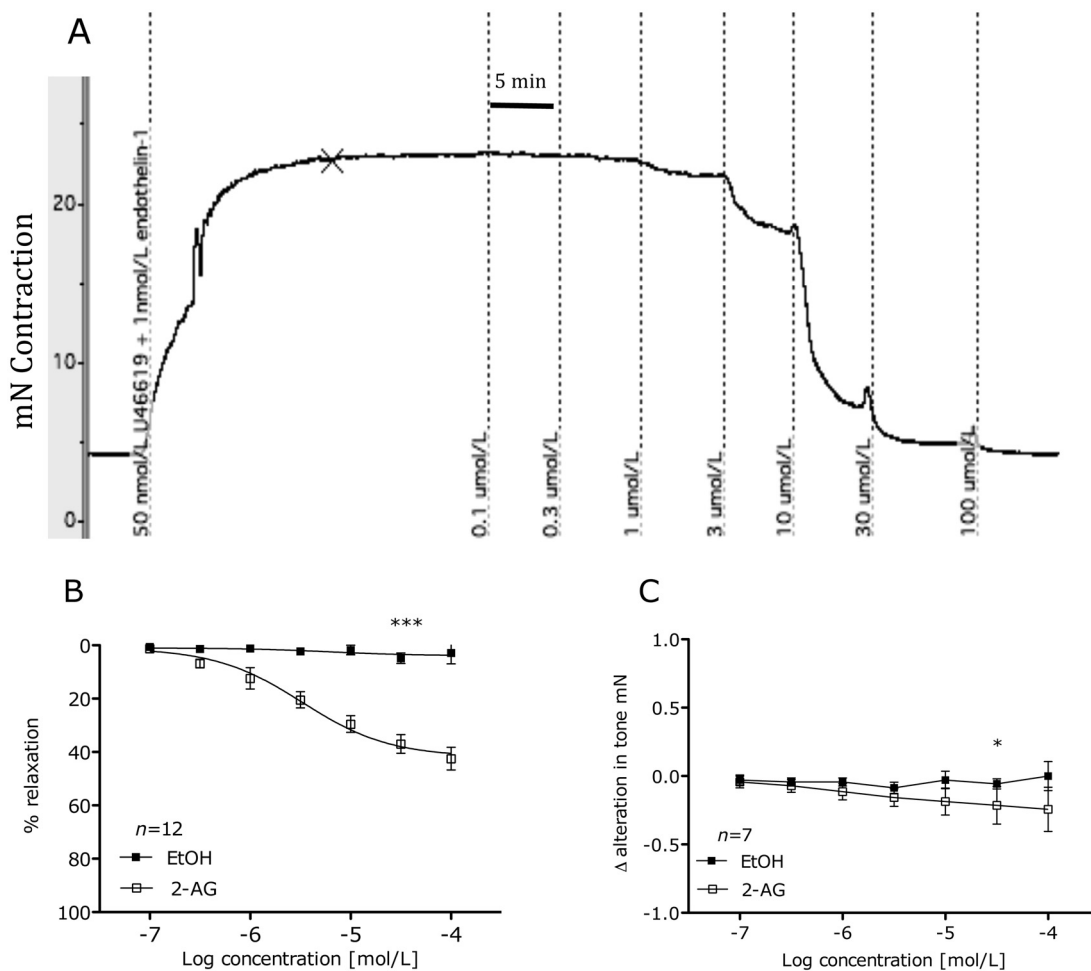 A
5 min
mN Contraction
20
10
0
50 nmol/L U46619 + 1nmol/L endothelin-1
0.1 umol/L
0.3 umol/L
1 umol/L
3 umol/L
10 umol/L
30 umol/L
100 umol/L
B
***
% relaxation
0
20
40
60
80
100
n=12
EtOH
2-AG
-7
-6
-5
-4
Log concentration [mol/L]
C
*
Δ alteration in tone mN
1.0
0.5
0.0
-0.5
-1.0
n=7
EtOH
2-AG
-7
-6
-5
-4
Log concentration [mol/L]